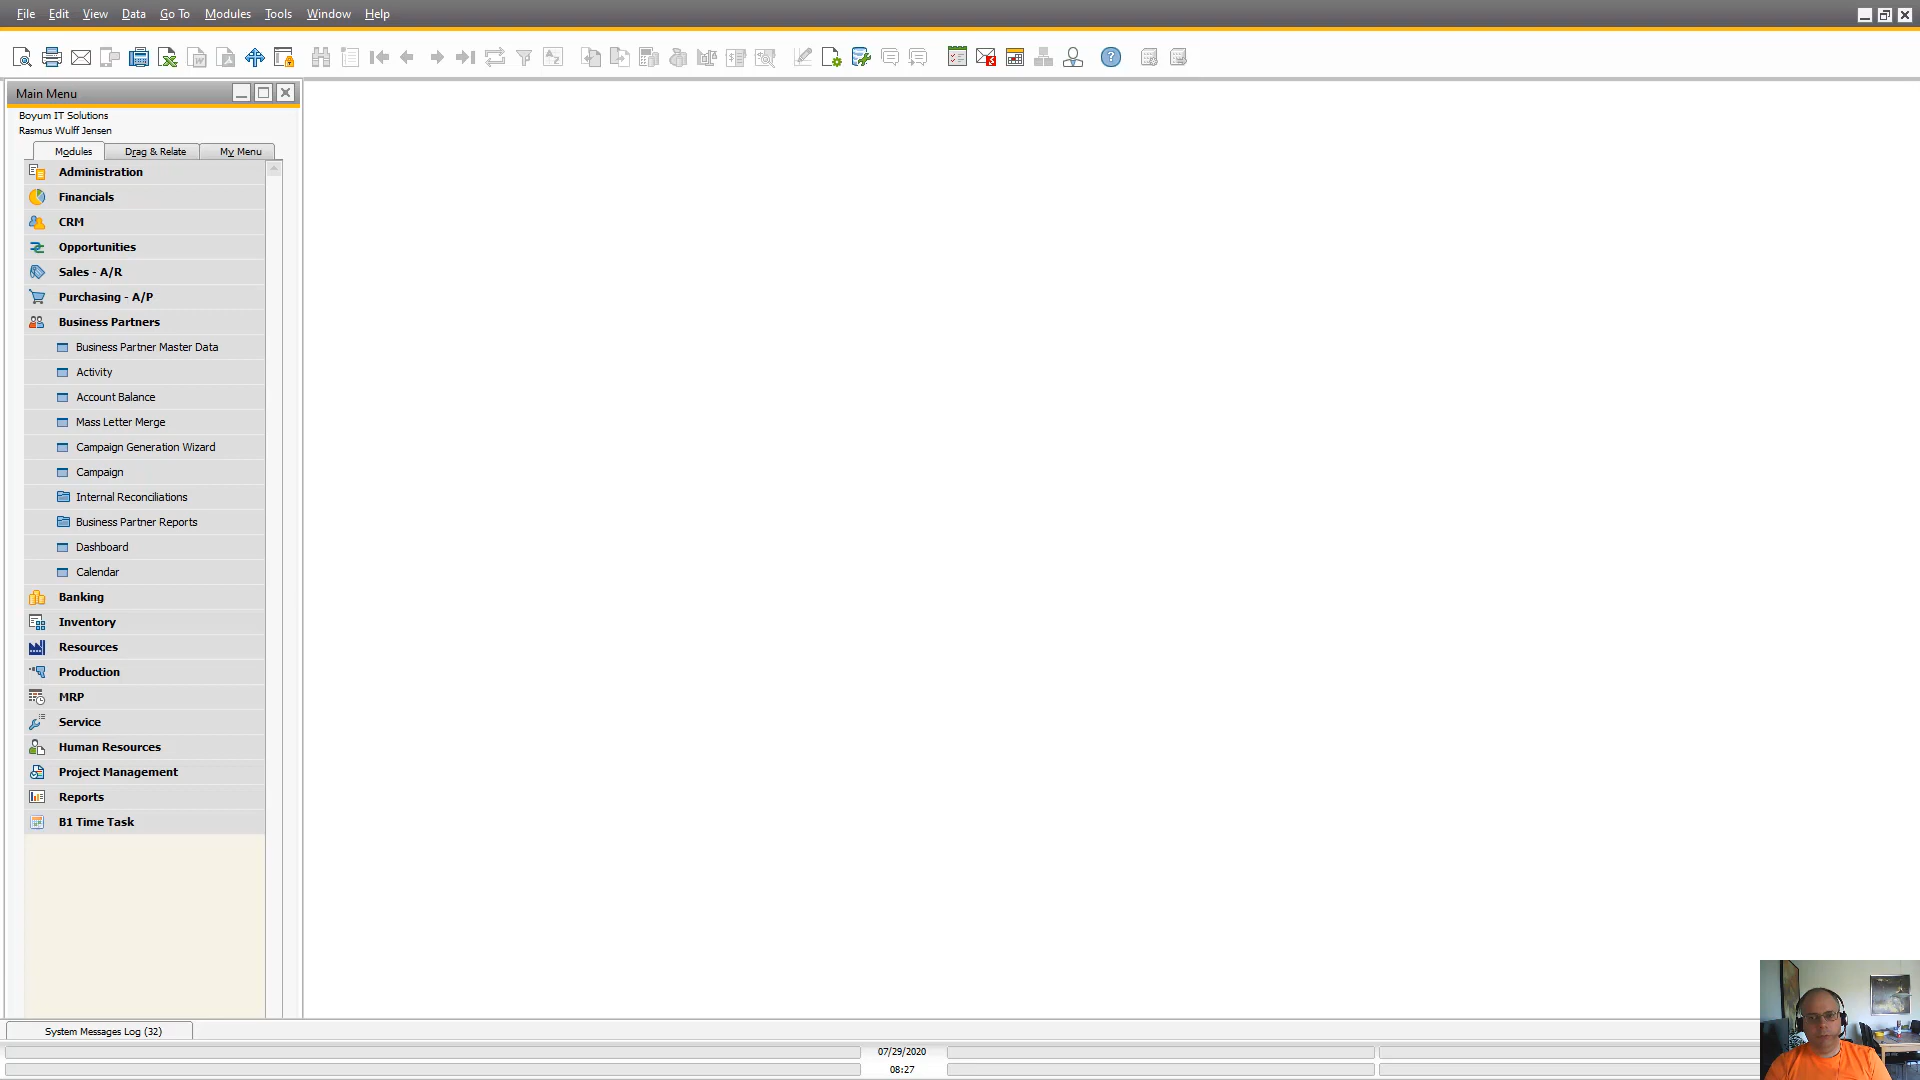 File Edit View Data Go To Modules Tools Window Help
Main Menu
Boyum IT Solutions
Rasmus Wulff Jensen
Modules Drag & Relate My Menu
Administration
Financials
CRM
Opportunities
Sales - A/R
Purchasing - A/P
Business Partners
Business Partner Master Data
Activity
Account Balance
Mass Letter Merge
Campaign Generation Wizard
Campaign
Internal Reconciliations
Business Partner Reports
Dashboard
Calendar
Banking
Inventory
Resources
Production
MRP
Service
Human Resources
Project Management
Reports
B1 Time Task
System Messages Log (32)
07/29/2020
08:27